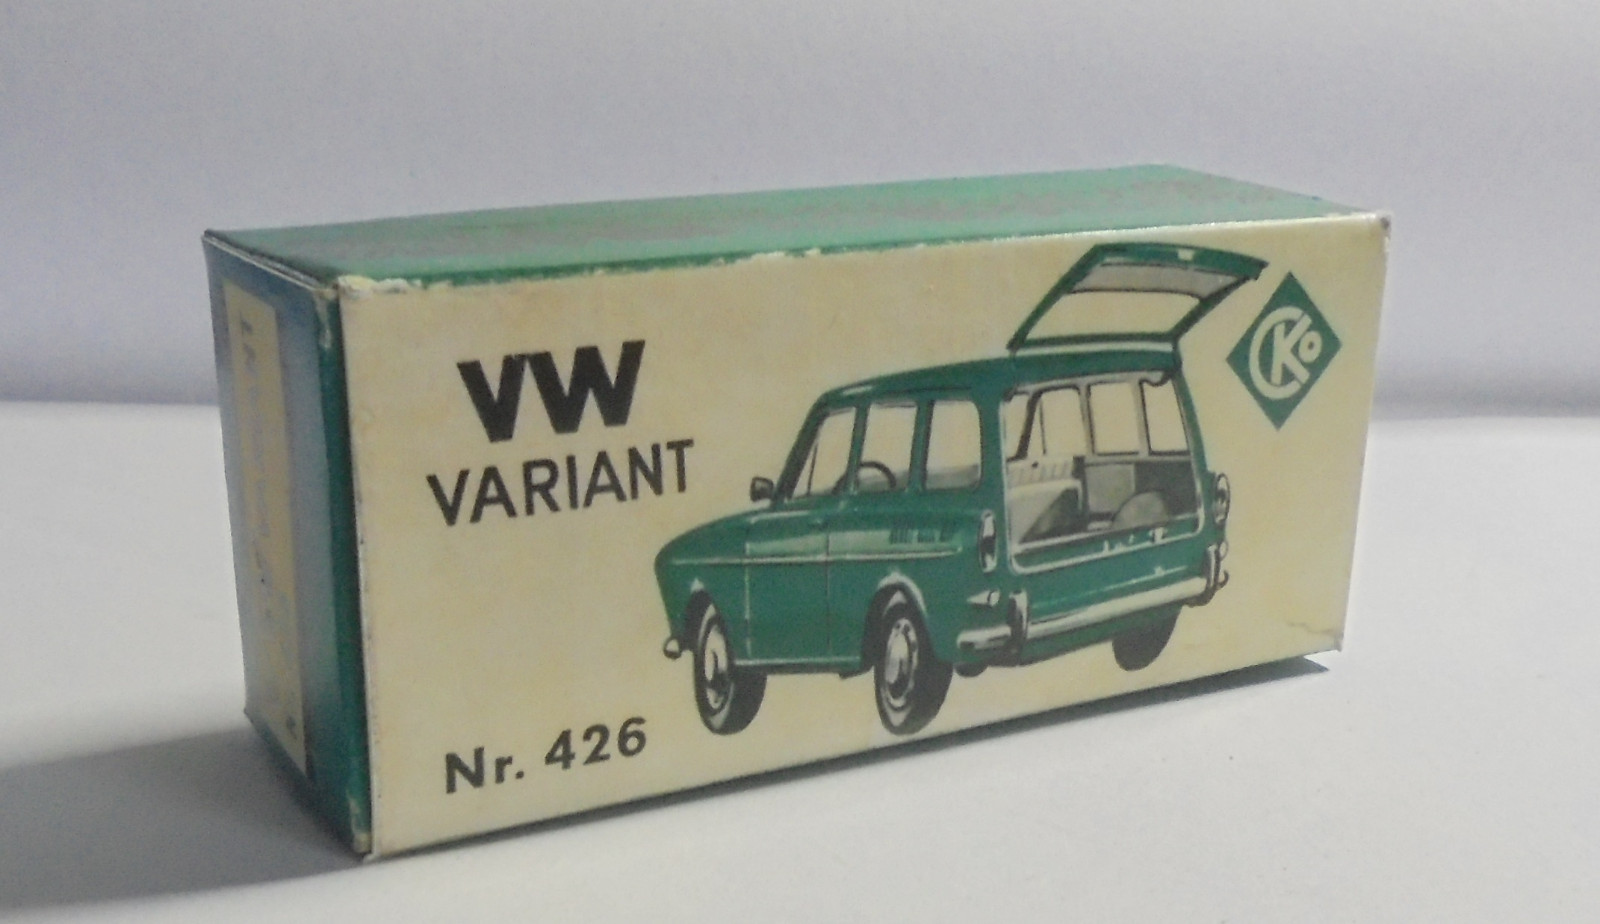 VW
VARIANT
CKO
Nr. 426